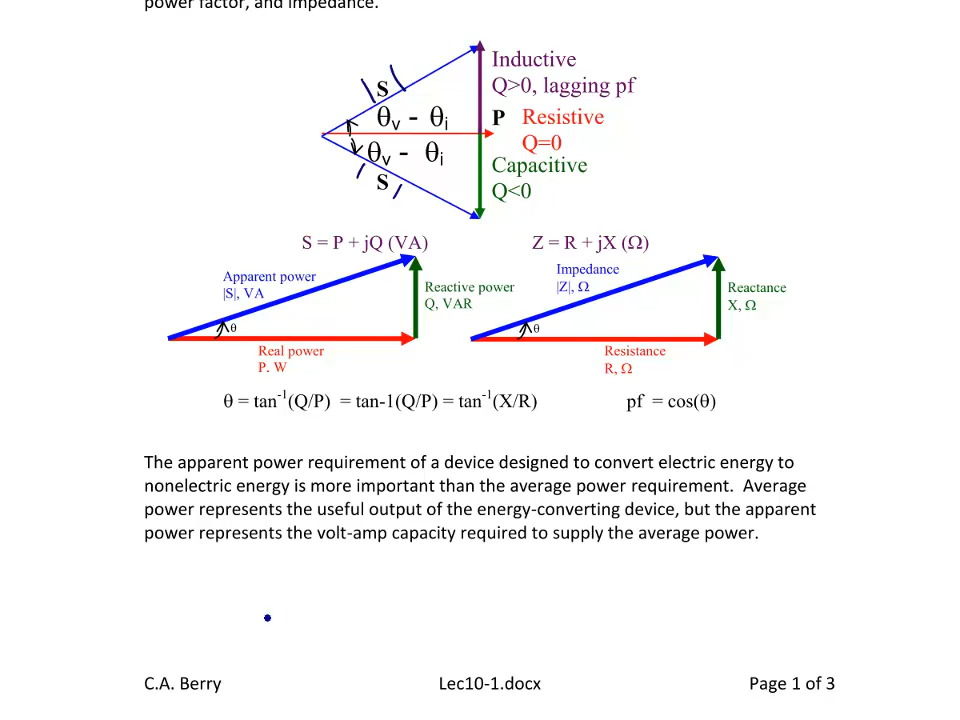 power factor, and impedance.
Inductive
|S|
Q>0, lagging pf
θv - θi
P Resistive
Q=0
θv - θi
Capacitive
|S|
Q<0
S = P + jQ (VA)
Z = R + jX (Ω)
Apparent power
|S|, VA
Reactive power
Q, VAR
θ
Real power
P. W
Impedance
|Z|, Ω
Reactance
X, Ω
θ
Resistance
R, Ω
θ = tan-1(Q/P) = tan-1(Q/P) = tan-1(X/R)
pf = cos(θ)
The apparent power requirement of a device designed to convert electric energy to
nonelectric energy is more important than the average power requirement. Average
power represents the useful output of the energy-converting device, but the apparent
power represents the volt-amp capacity required to supply the average power.
C.A. Berry
Lec10-1.docx
Page 1 of 3